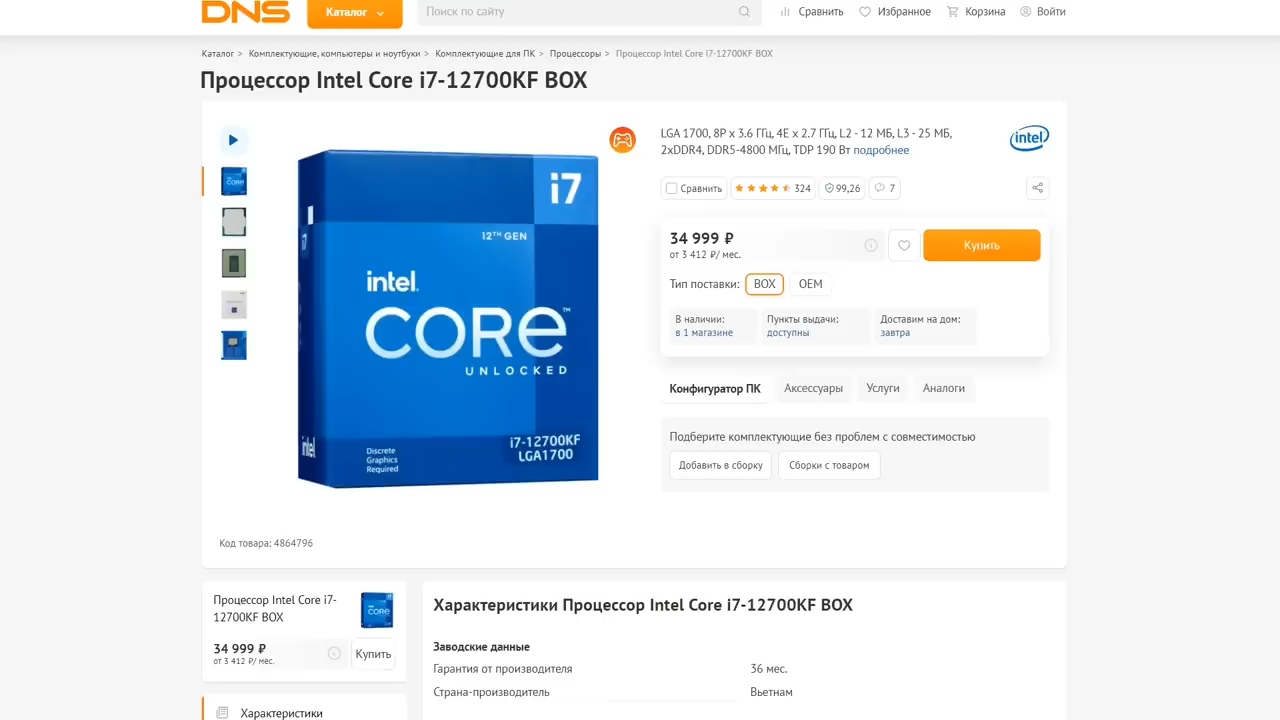 DNS
Каталог
Поиск по сайту
Сравнить
Избранное
Корзина
Войти
Каталог > Комплектующие, компьютеры и ноутбуки > Комплектующие для ПК > Процессоры > Процессор Intel Core i7-12700KF BOX
Процессор Intel Core i7-12700KF BOX
i7
i7
12TH GEN
intel.
CORE™
UNLOCKED
intel
Discrete
Graphics
Required
i7-12700KF
LGA1700
Код товара: 4864796
LGA 1700, 8P x 3.6 ГГц, 4E x 2.7 ГГц, L2 - 12 МБ, L3 - 25 МБ,
2xDDR4, DDR5-4800 МГц, TDP 190 Вт подробнее
intel
Сравнить
324
99,26
7
34 999 ₽
от 3 412 ₽/ мес.
Купить
Тип поставки: BOX OEM
В наличии:
в 1 магазине
Пункты выдачи:
доступны
Доставим на дом:
завтра
Конфигуратор ПК
Аксессуары
Услуги
Аналоги
Подберите комплектующие без проблем с совместимостью
Добавить в сборку
Сборки с товаром
Процессор Intel Core i7-
12700KF BOX
34 999 ₽
от 3 412 ₽/ мес.
Купить
Характеристики
Характеристики Процессор Intel Core i7-12700KF BOX
Заводские данные
Гарантия от производителя 36 мес.
Страна-производитель Вьетнам